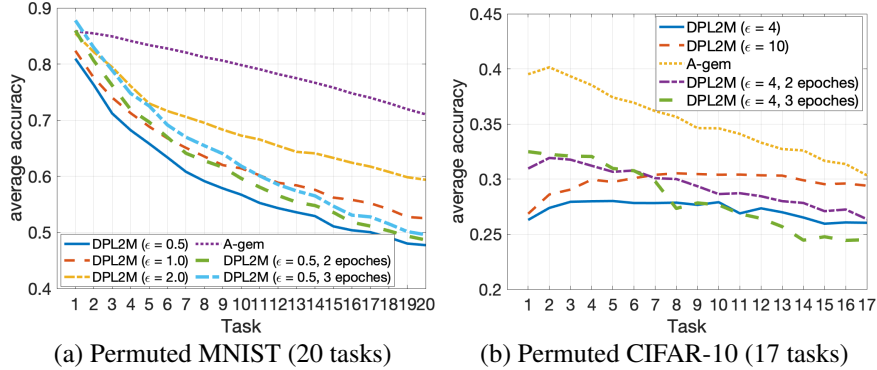 0.9
0.8
0.7
0.6
0.5
0.4
average accuracy
DPL2M (ϵ = 0.5)
DPL2M (ϵ = 1.0)
DPL2M (ϵ = 2.0)
A-gem
DPL2M (ϵ = 0.5, 2 epoches)
DPL2M (ϵ = 0.5, 3 epoches)
1 2 3 4 5 6 7 8 9 10 11 12 13 14 15 16 17 18 19 20
Task
(a) Permuted MNIST (20 tasks)
0.45
0.4
0.35
0.3
0.25
0.2
average accuracy
DPL2M (ϵ = 4)
DPL2M (ϵ = 10)
A-gem
DPL2M (ϵ = 4, 2 epoches)
DPL2M (ϵ = 4, 3 epoches)
1 2 3 4 5 6 7 8 9 10 11 12 13 14 15 16 17
Task
(b) Permuted CIFAR-10 (17 tasks)